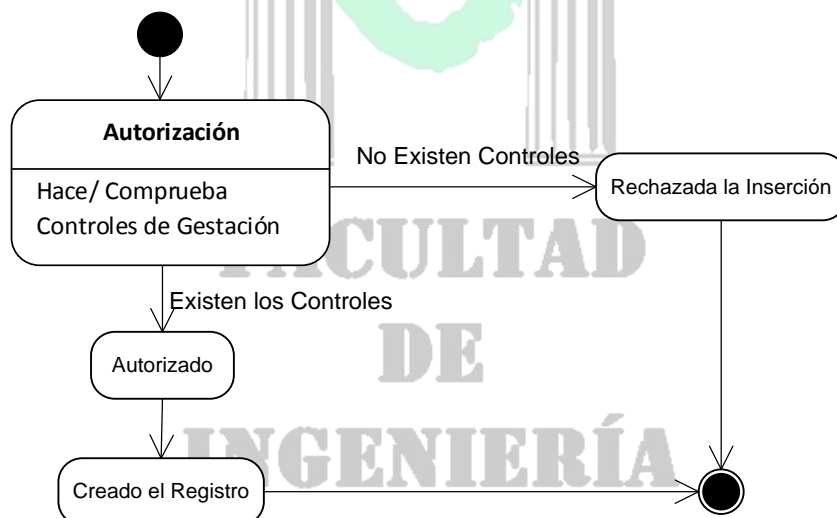 Autorización
No Existen Controles
Hace/ Comprueba
Controles de Gestación
Rechazada la Inserción
FACULTAD
Existen los Controles
Autorizado
DE
INGENIERÍA
Creado el Registro